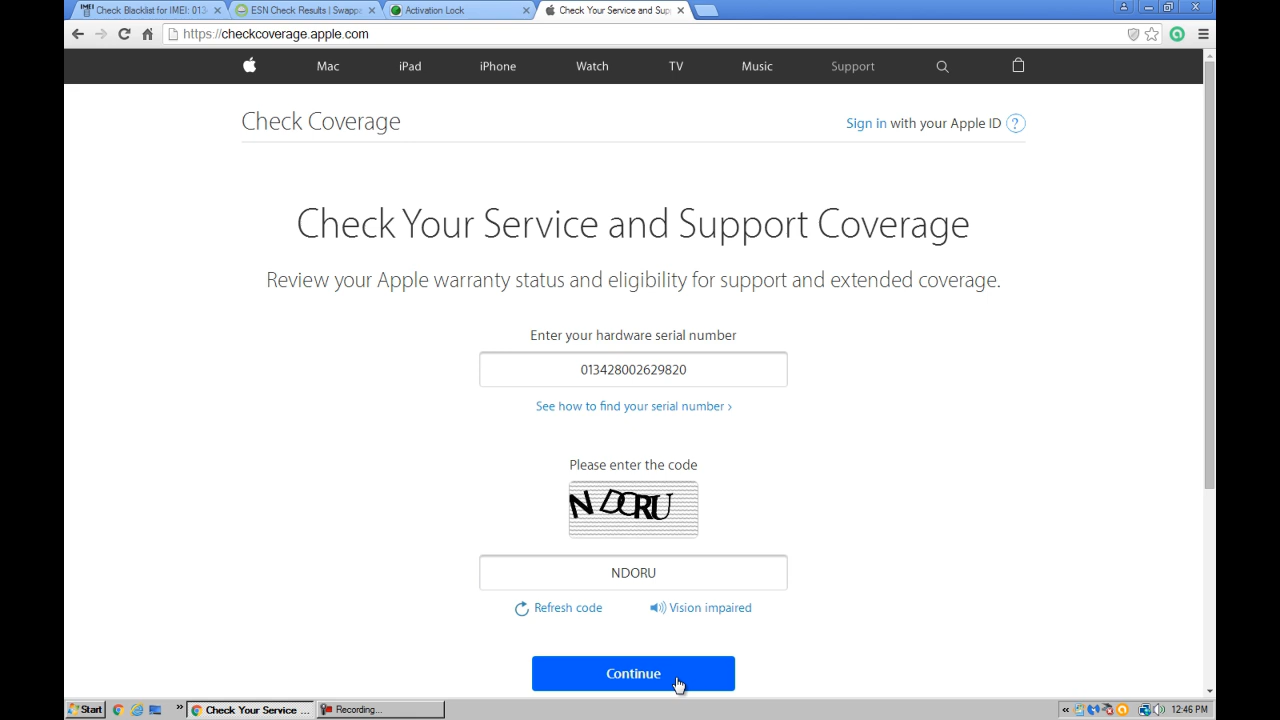 Check Blacklist for IMEI: 013
ESN Check Results | Swappa
Activation Lock
Check Your Service and Sup
https://checkcoverage.apple.com
Mac iPad iPhone Watch TV Music Support
Check Coverage
Sign in with your Apple ID ?
Check Your Service and Support Coverage
Review your Apple warranty status and eligibility for support and extended coverage.
Enter your hardware serial number
013428002629820
See how to find your serial number ›
Please enter the code
NDORU
NDORU
Refresh code Vision impaired
Continue
Start » Check Your Service ... Recording... « 12:46 PM